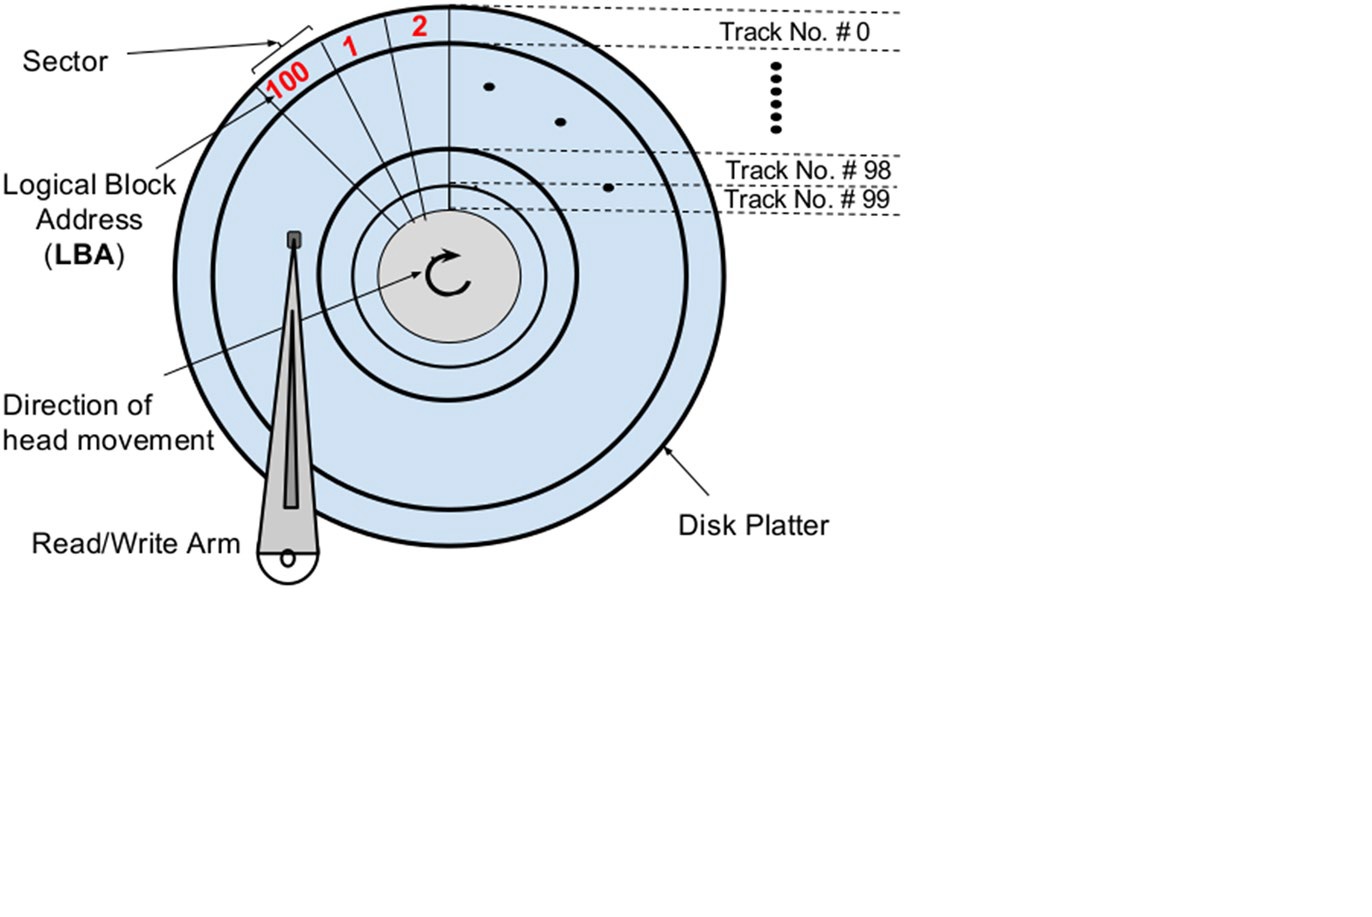 Sector
100
1
2
Track No. # 0
Logical Block
Address
(LBA)
Track No. # 98
Track No. # 99
Direction of
head movement
Read/Write Arm
Disk Platter